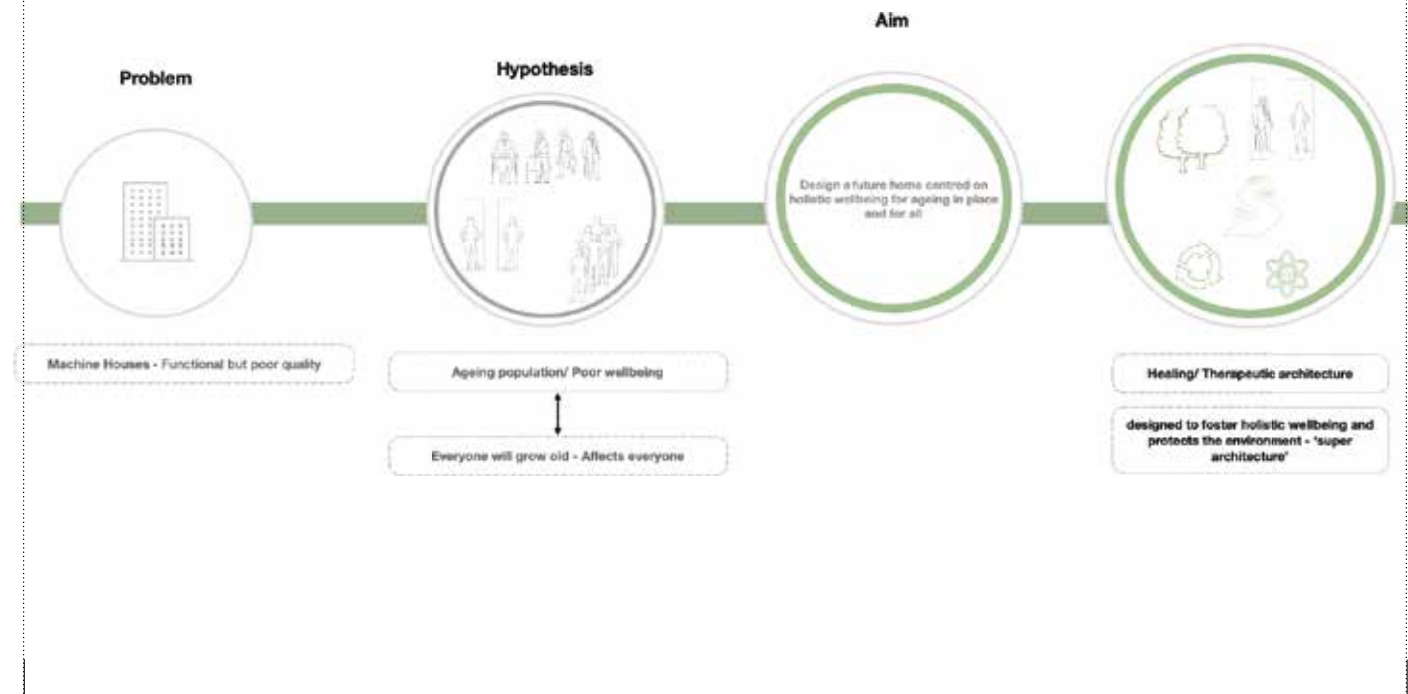 Aim
Problem
Hypothesis
Design a future home centred on
holistic wellbeing for ageing in place
and for all
Machine Houses - Functional but poor quality
Ageing population/ Poor wellbeing
Everyone will grow old - Affects everyone
Healing/ Therapeutic architecture
designed to foster holistic wellbeing and
protects the environment - 'super
architecture'